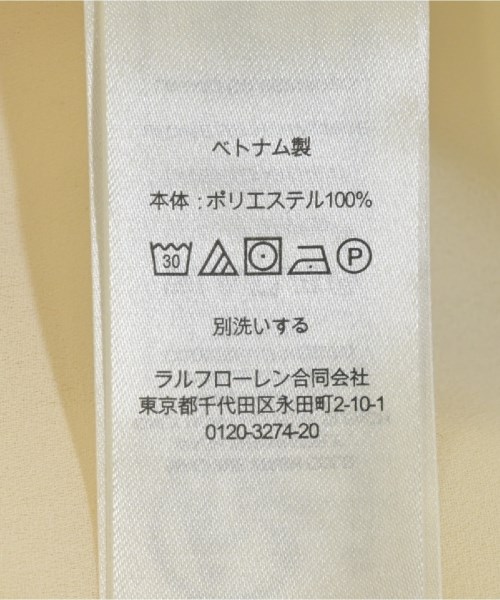 ベトナム製
本体 : ポリエステル100%
30 P
別洗いする
ラルフローレン合同会社
東京都千代田区永田町2-10-1
0120-3274-20